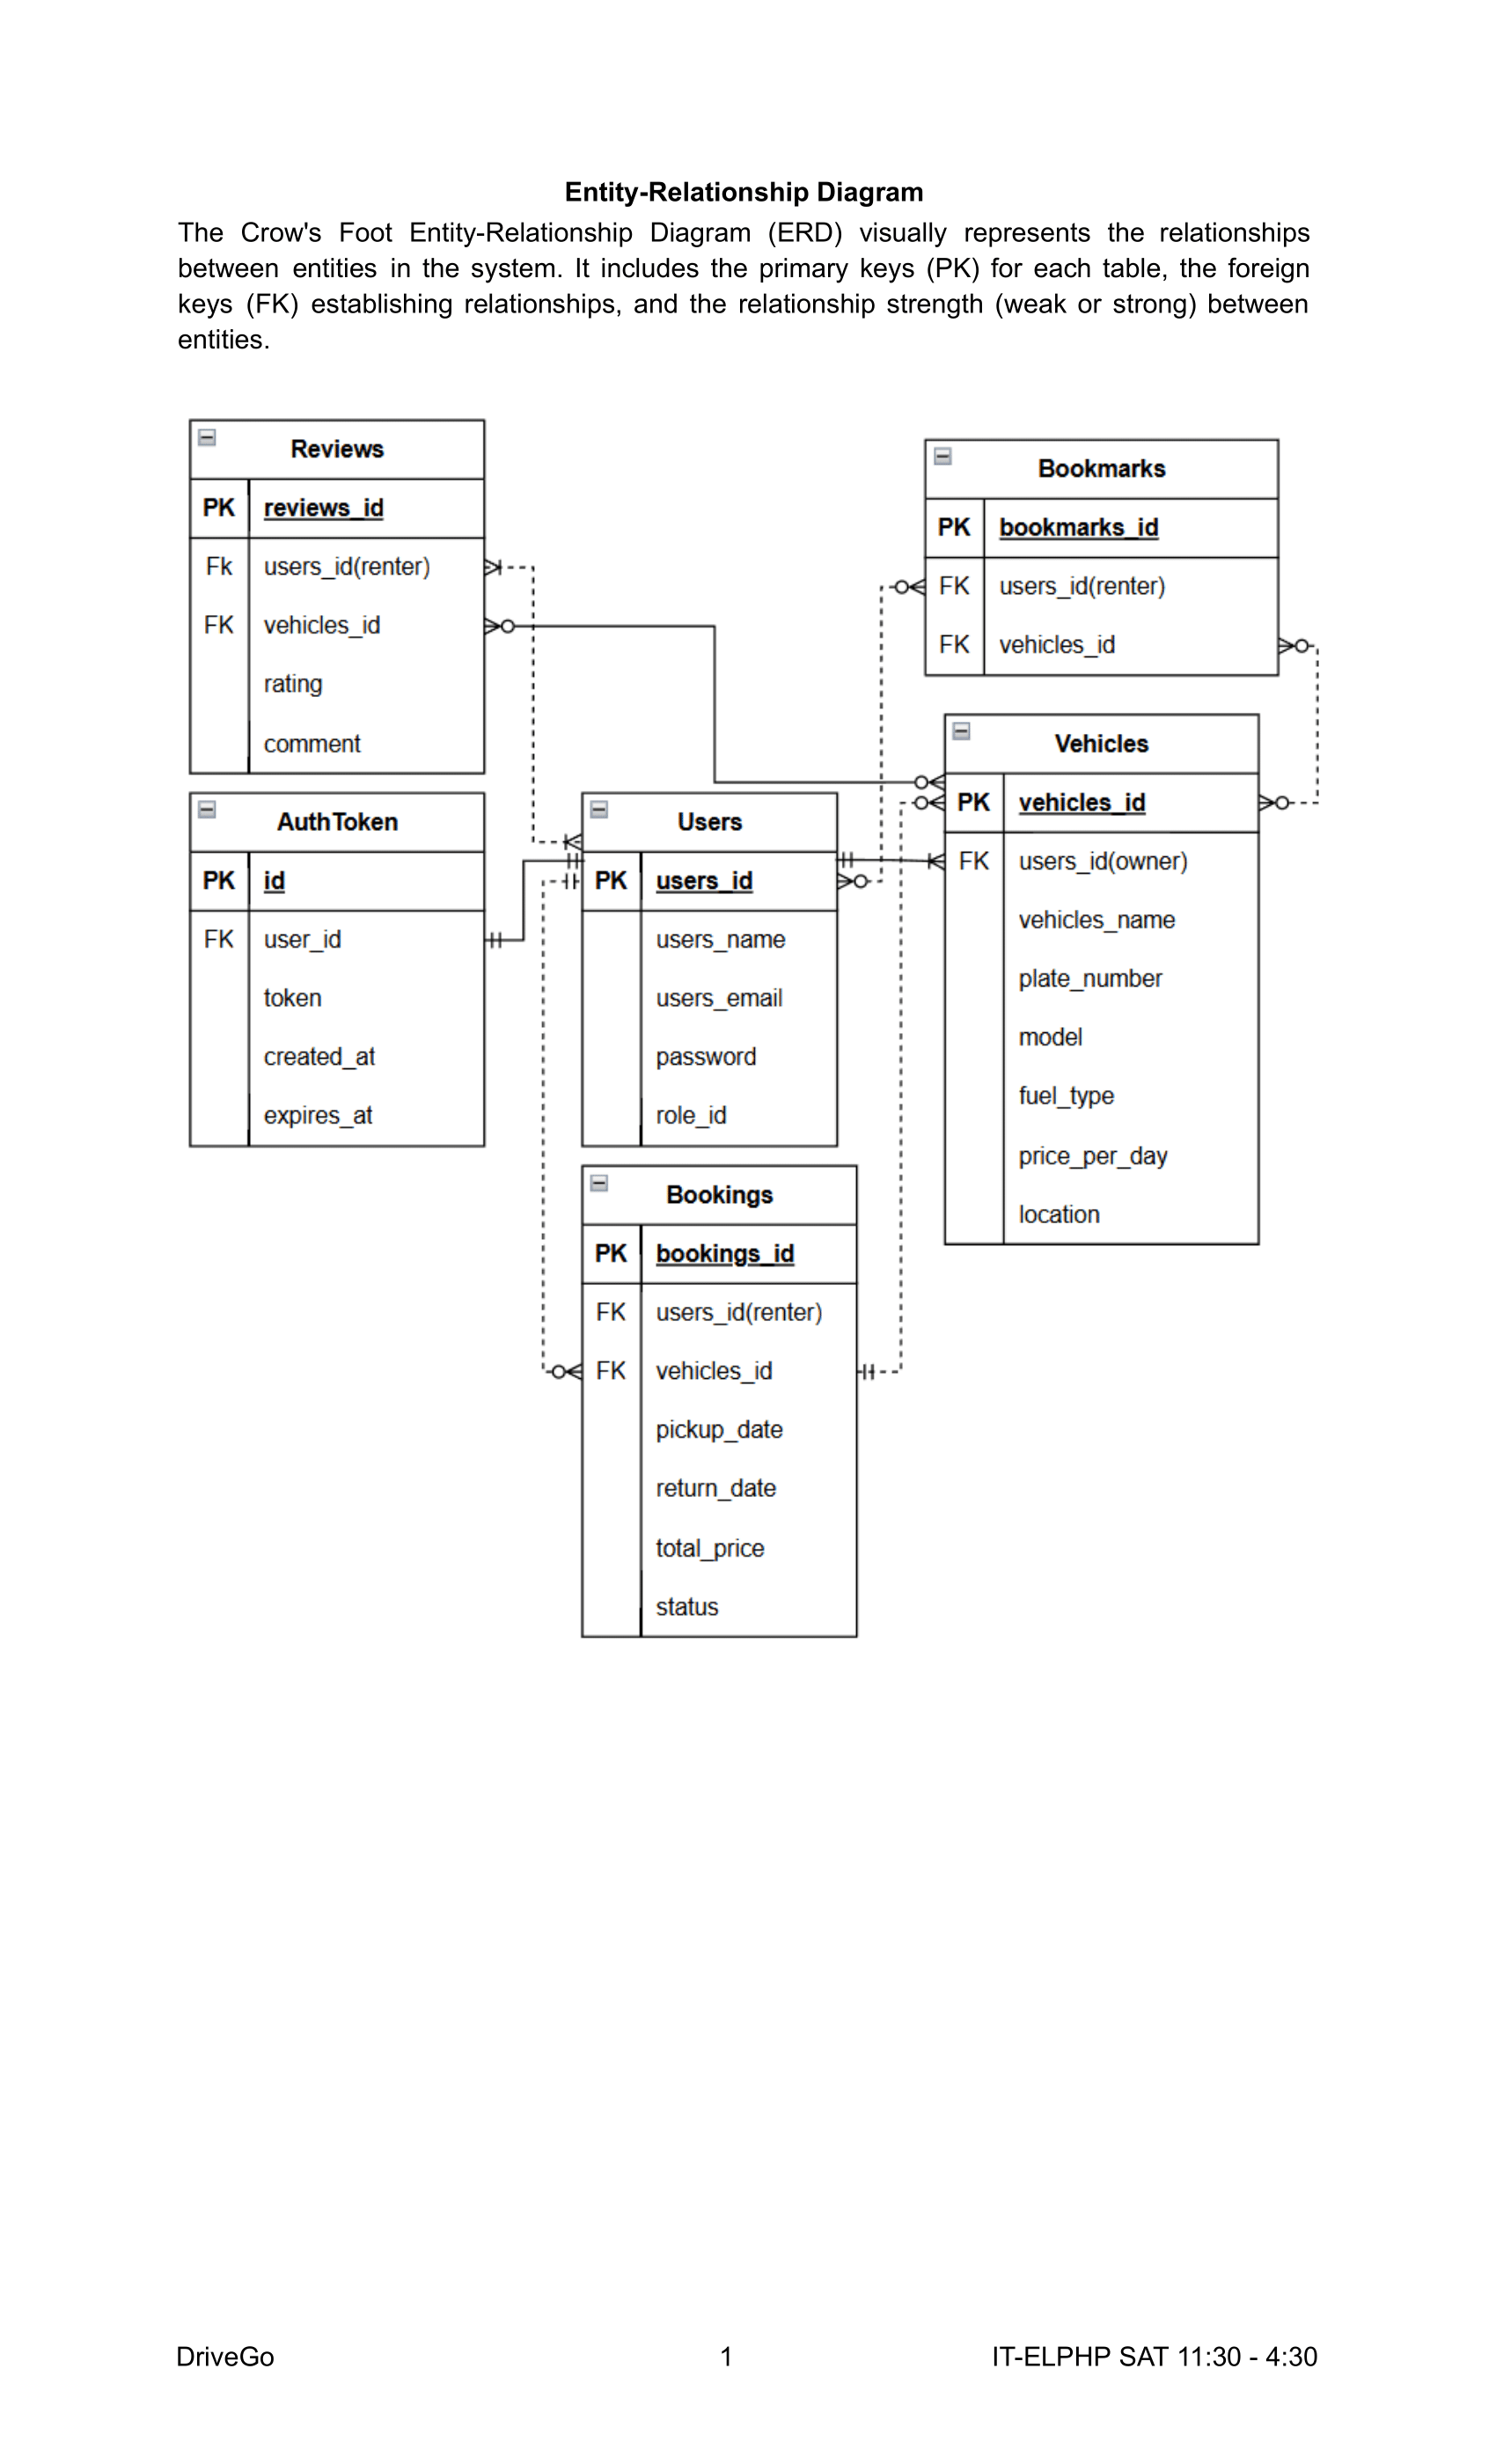 Entity-Relationship Diagram
The Crow's Foot Entity-Relationship Diagram (ERD) visually represents the relationships
between entities in the system. It includes the primary keys (PK) for each table, the foreign
keys (FK) establishing relationships, and the relationship strength (weak or strong) between
entities.
Reviews
PK reviews_id
Fk users_id(renter)
FK vehicles_id
rating
comment
Bookmarks
PK bookmarks_id
FK users_id(renter)
FK vehicles_id
AuthToken
PK id
FK user_id
token
created_at
expires_at
Users
PK users_id
users_name
users_email
password
role_id
Vehicles
PK vehicles_id
FK users_id(owner)
vehicles_name
plate_number
model
fuel_type
price_per_day
location
Bookings
PK bookings_id
FK users_id(renter)
FK vehicles_id
pickup_date
return_date
total_price
status
DriveGo 1 IT-ELPHP SAT 11:30 - 4:30